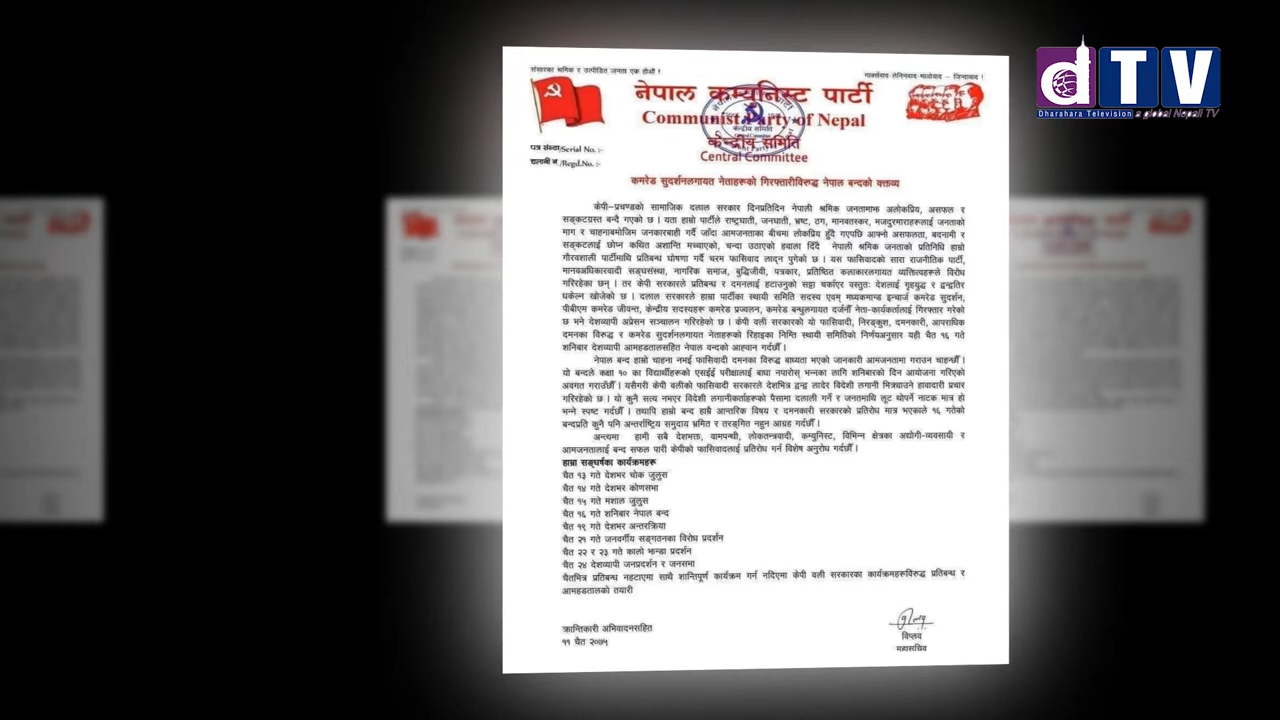 संसारका श्रमिक र उत्पीडित जनता एक होऔं !
मार्क्सवाद-लेनिनवाद-माओवाद – जिन्दावाद !
नेपाल कम्युनिस्ट पार्टी
Communist Party of Nepal
केन्द्रीय समिति
Central Committee
पत्र संख्या/Serial No. :-
चलानी नं /Regd.No. :-
कमरेड सुदर्शनलगायत नेताहरूको गिरफ्तारीविरुद्ध नेपाल बन्दको वक्तव्य
केपी–प्रचण्डको सामाजिक दलाल सरकार दिनप्रतिदिन नेपाली श्रमिक जनतामाझ अलोकप्रिय, असफल र
सङ्कटग्रस्त बन्दै गएको छ । यता हाम्रो पार्टीले राष्ट्रघाती, जनघाती, भ्रष्ट, ठग, मानवतस्कर, मजदुरमाराहरूलाई जनताको
माग र चाहनाबमोजिम जनकारबाही गर्दै जाँदा आमजनताका बीचमा लोकप्रिय हुँदै गएपछि आफ्नो असफलता, बदनामी र
सङ्कटलाई छोप्न कथित अशान्ति मच्चाएको, चन्दा उठाएको हवाला दिँदै नेपाली श्रमिक जनताको प्रतिनिधि हाम्रो
गौरवशाली पार्टीमाथि प्रतिबन्ध घोषणा गर्दै चरम फासिवाद लाद्न पुगेको छ । यस फासिवादको सारा राजनीतिक पार्टी,
मानवअधिकारवादी सङ्घसंस्था, नागरिक समाज, बुद्धिजीवी, पत्रकार, प्रतिष्ठित कलाकारलगायत व्यक्तित्वहरूले विरोध
गरिरहेका छन् । तर केपी सरकारले प्रतिबन्ध र दमनलाई हटाउनुको सट्टा चर्काएर वस्तुतः देशलाई गृहयुद्ध र द्वन्द्वतिर
धकेल्न खोजेको छ । दलाल सरकारले हाम्रा पार्टीका स्थायी समिति सदस्य एवम् मध्यकमान्ड इन्चार्ज कमरेड सुदर्शन,
पीबीएम कमरेड जीवन्त, केन्द्रीय सदस्यहरू कमरेड प्रज्वलन, कमरेड बन्धुलगायत दर्जनौँ नेता-कार्यकर्तालाई गिरफ्तार गरेको
छ भने देशव्यापी अप्रेसन सञ्चालन गरिरहेको छ । केपी वली सरकारको यो फासिवादी, निरङ्कुश, दमनकारी, आपराधिक
दमनका विरुद्ध र कमरेड सुदर्शनलगायत नेताहरूको रिहाइका निम्ति स्थायी समितिको निर्णयअनुसार यही चैत १६ गते
शनिबार देशव्यापी आमहडतालसहित नेपाल वन्दको आह्वान गर्दछौँ ।
नेपाल बन्द हाम्रो चाहना नभई फासिवादी दमनका विरुद्ध बाध्यता भएको जानकारी आमजनतामा गराउन चाहन्छौँ ।
यो बन्दले कक्षा १० का विद्यार्थीहरूको एसईई परीक्षालाई बाधा नपारोस् भन्नका लागि शनिबारको दिन आयोजना गरिएको
अवगत गराउँछौँ । यसैगरी केपी वलीको फासिवादी सरकारले देशभित्र द्वन्द्व लादेर विदेशी लगानी भित्र्याउने हावादारी प्रचार
गरिरहेको छ । यो कुनै सत्य नभएर विदेशी लगानीकर्ताहरूको पैसामा दलाली गर्ने र जनतमाथि लूट थोपर्ने नाटक मात्र हो
भन्ने स्पष्ट गर्दछौँ । तथापि हाम्रो बन्द हाम्रै आन्तरिक विषय र दमनकारी सरकारको प्रतिरोध मात्र भएकाले १६ गतेको
बन्दप्रति कुनै पनि अन्तर्राष्ट्रिय समुदाय भ्रमित र तरङ्गित नहुन आग्रह गर्दछौँ ।
अन्त्यमा हामी सबै देशभक्त, वामपन्थी, लोकतन्त्रवादी, कम्युनिस्ट, विभिन्न क्षेत्रका अद्योगी-व्यवसायी र
आमजनतालाई बन्द सफल पारी केपीको फासिवादलाई प्रतिरोध गर्न विशेष अनुरोध गर्दछौँ ।
हाम्रा सङ्घर्षका कार्यक्रमहरू
चैत १३ गते देशभर चोक जुलुस
चैत १४ गते देशभर कोणसभा
चैत १५ गते मशाल जुलुस
चैत १६ गते शनिबार नेपाल बन्द
चैत १९ गते देशभर अन्तरक्रिया
चैत २१ गते जनवर्गीय सङ्गठनका विरोध प्रदर्शन
चैत २२ र २३ गते कालो झन्डा प्रदर्शन
चैत २४ देशव्यापी जनप्रदर्शन र जनसभा
चैतभित्र प्रतिबन्ध नहटाएमा साथै शान्तिपूर्ण कार्यक्रम गर्न नदिएमा केपी वली सरकारका कार्यक्रमहरूविरुद्ध प्रतिबन्ध र
आमहडतालको तयारी
क्रान्तिकारी अभिवादनसहित
११ चैत २०७५
विप्लव
महासचिव
dTV
Dharahara Television a global Nepali TV